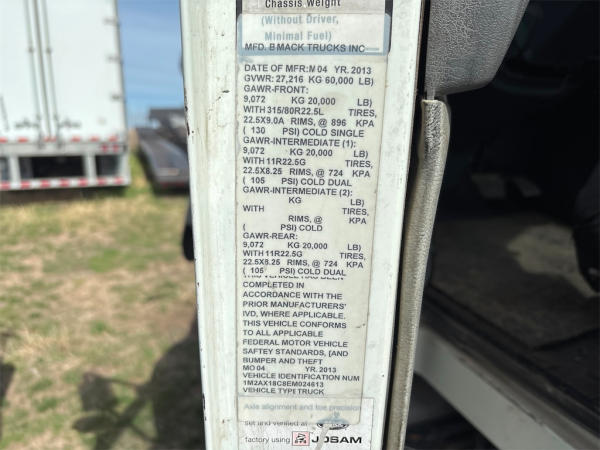 Chassis Weight
(Without Driver,
Minimal Fuel)
MFD. B MACK TRUCKS INC
DATE OF MFR:M 04 YR. 2013
GVWR: 27,216 KG 60,000 LB)
GAWR-FRONT:
9,072 KG 20,000 LB)
WITH 315/80R22.5L TIRES,
22.5X9.0A RIMS, @ 896 KPA
( 130 PSI) COLD SINGLE
GAWR-INTERMEDIATE (1):
9,072 KG 20,000 LB)
WITH 11R22.5G TIRES,
22.5X8.25 RIMS, @ 724 KPA
( 105 PSI) COLD DUAL
GAWR-INTERMEDIATE (2):
KG LB)
WITH TIRES,
RIMS, @ KPA
( PSI) COLD
GAWR-REAR:
9,072 KG 20,000 LB)
WITH 11R22.5G TIRES,
22.5X8.25 RIMS, @ 724 KPA
( 105 PSI) COLD DUAL
THIS VEHICLE HAS BEEN
COMPLETED IN
ACCORDANCE WITH THE
PRIOR MANUFACTURERS'
IVD, WHERE APPLICABLE.
THIS VEHICLE CONFORMS
TO ALL APPLICABLE
FEDERAL MOTOR VEHICLE
SAFTEY STANDARDS, [AND
BUMPER AND THEFT
MO 04 YR. 2013
VEHICLE IDENTIFICATION NUM
1M2AX18C8EM024613
VEHICLE TYPE TRUCK
Axle alignment and toe precision
set and verified at
factory using JOSAM